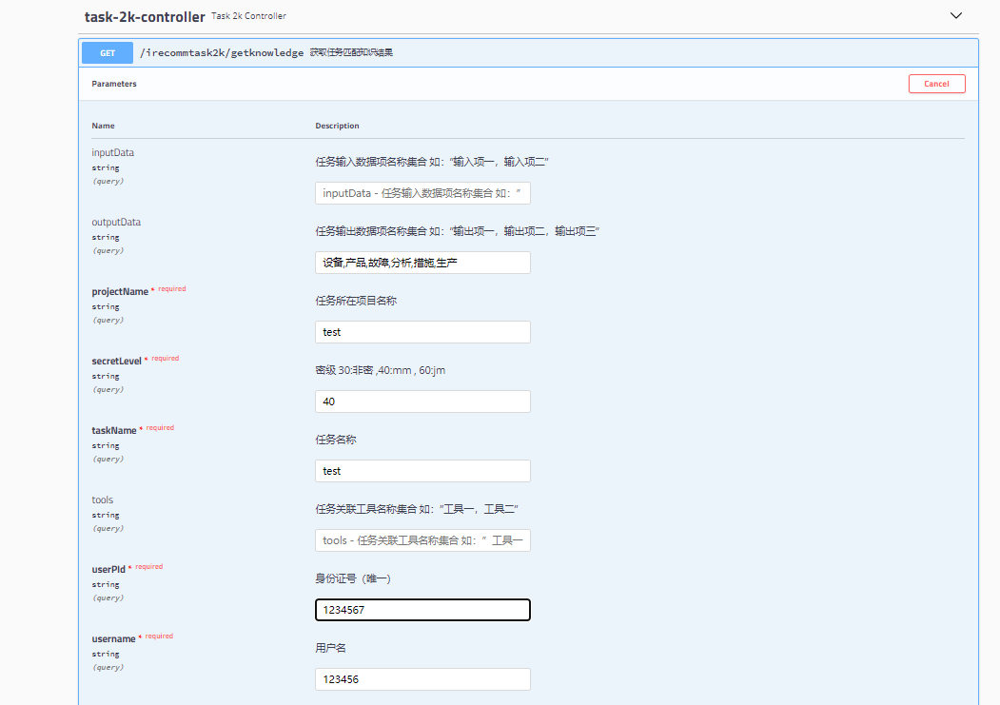 task-2k-controller Task 2k Controller
GET /irecommtask2k/getknowledge 获取任务匹配知识结果
Parameters Cancel
Name Description
inputData
string
(query)
任务输入数据项名称集合 如：“输入项一，输入项二”
inputData - 任务输入数据项名称集合 如：“
outputData
string
(query)
任务输出数据项名称集合 如：“输出项一，输出项二，输出项三”
设备,产品,故障,分析,措施,生产
projectName * required
string
(query)
任务所在项目名称
test
secretLevel * required
string
(query)
密级 30:非密 ,40:mm , 60:jm
40
taskName * required
string
(query)
任务名称
test
tools
string
(query)
任务关联工具名称集合 如：“工具一，工具二”
tools - 任务关联工具名称集合 如：“ 工具一
userPId * required
string
(query)
身份证号（唯一）
1234567
username * required
string
(query)
用户名
123456